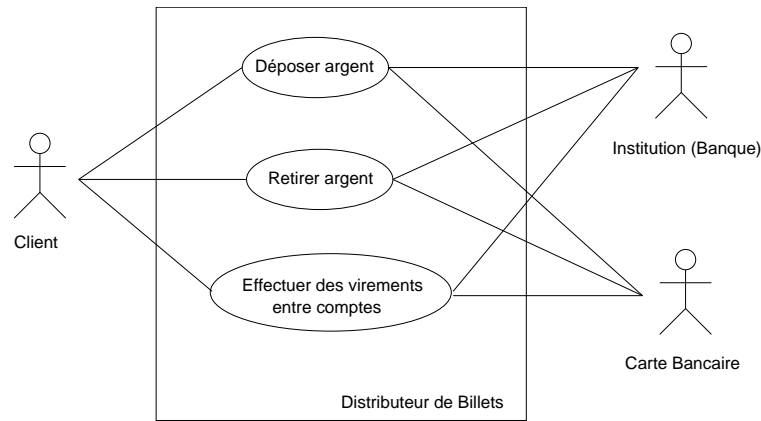 Déposer argent
Institution (Banque)
Retirer argent
Client
Effectuer des virements
entre comptes
Carte Bancaire
Distributeur de Billets